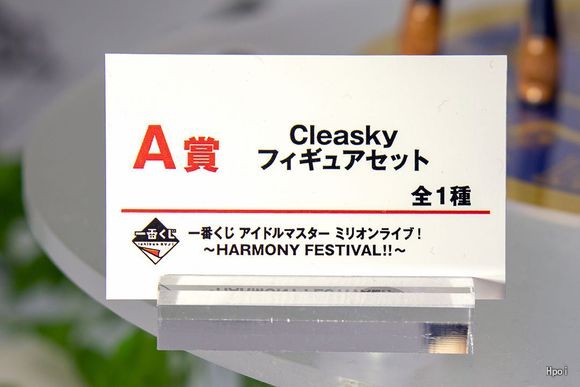 A賞
Cleasky
フィギュアセット
全1種
一番くじ
ICHIBAN KUJI
一番くじ アイドルマスター ミリオンライブ!
〜HARMONY FESTIVAL!!〜
Hpoi